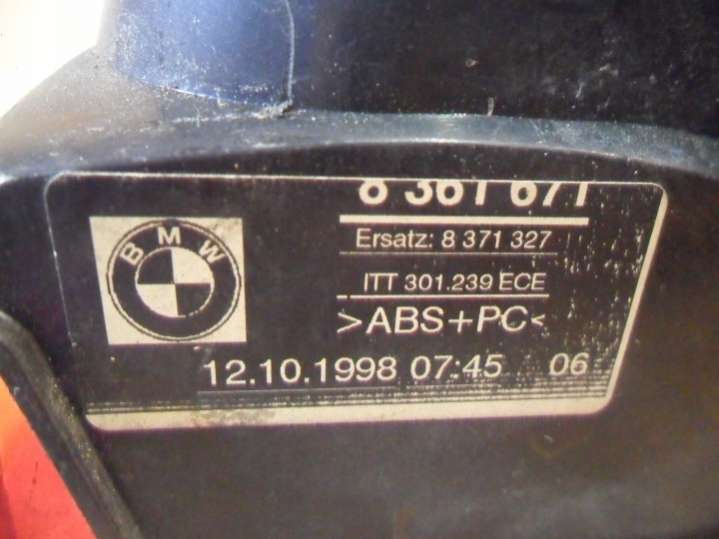 8 361 671
BMW
Ersatz: 8 371 327
ITT 301.239 ECE
>ABS+PC<
12.10.1998 07:45 06